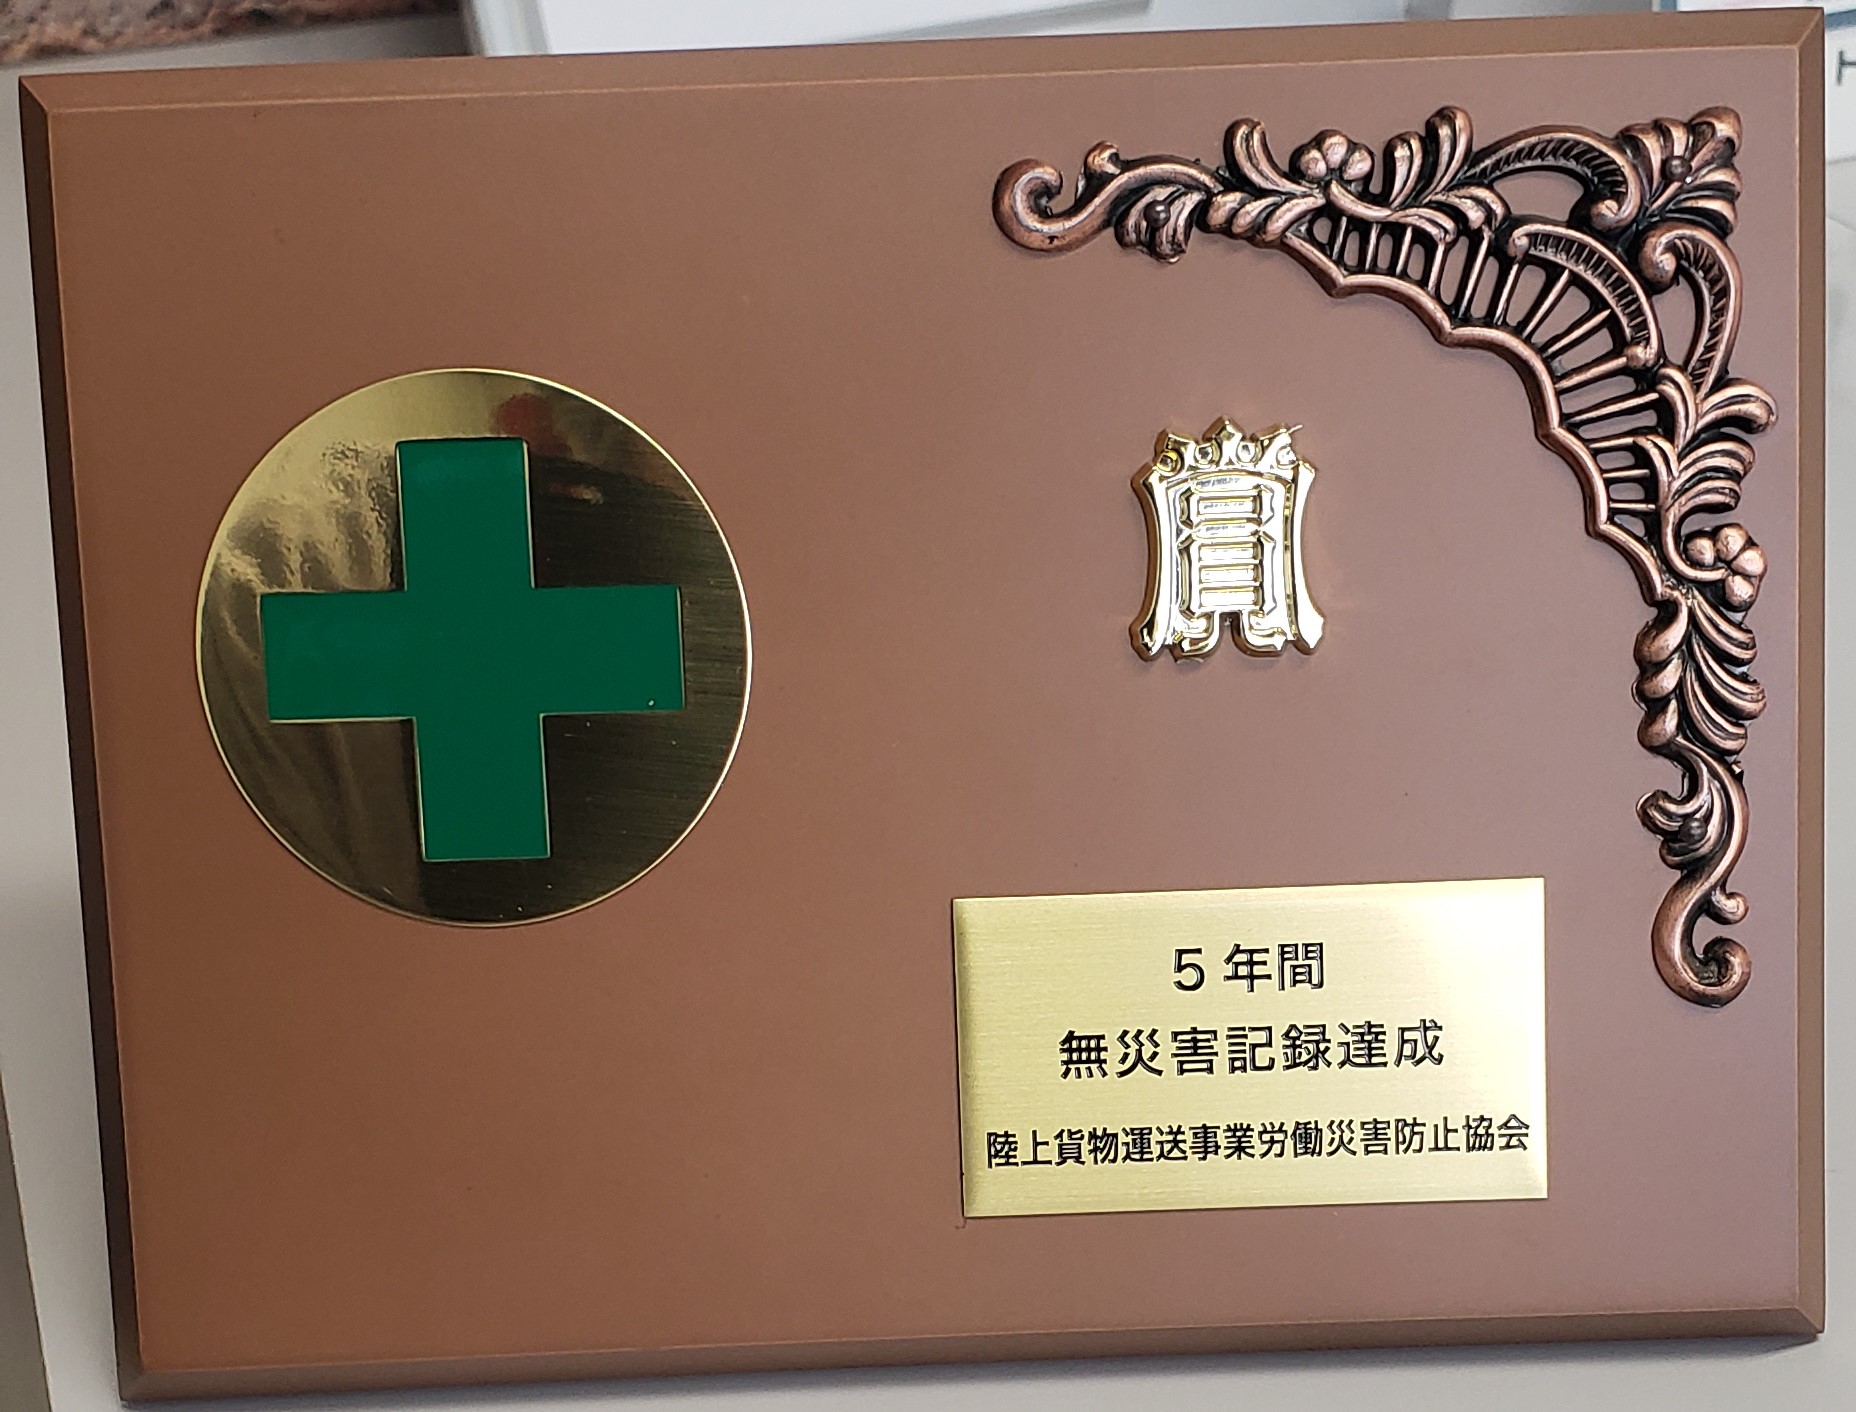 賞
5年間
無災害記録達成
陸上貨物運送事業労働災害防止協会